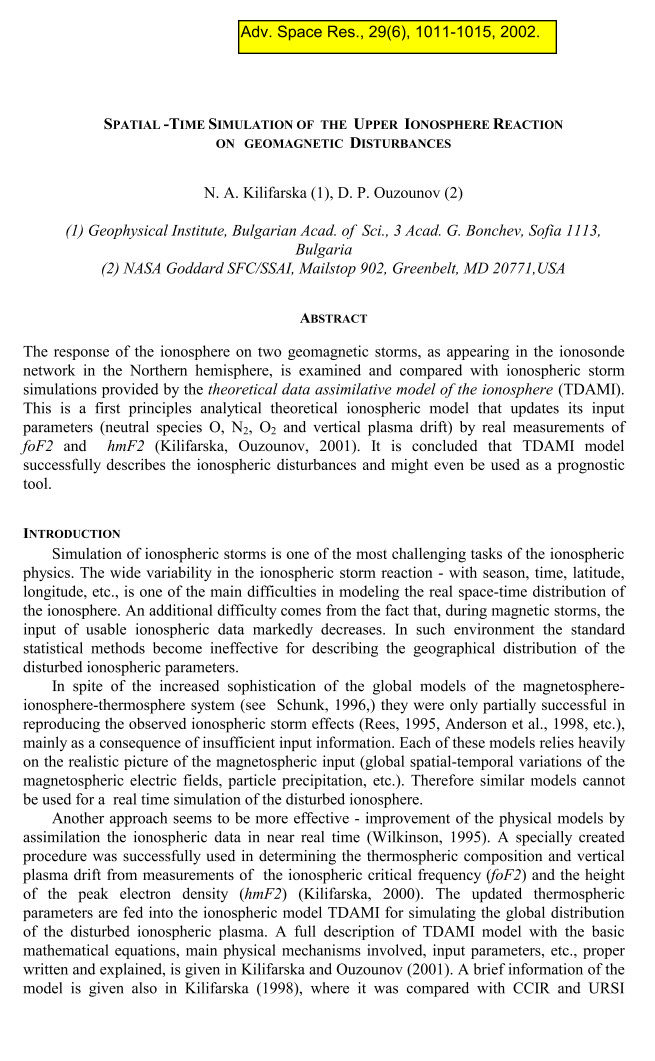 Adv. Space Res., 29(6), 1011-1015, 2002.
SPATIAL -TIME SIMULATION OF THE UPPER IONOSPHERE REACTION
ON GEOMAGNETIC DISTURBANCES
N. A. Kilifarska (1), D. P. Ouzounov (2)
(1) Geophysical Institute, Bulgarian Acad. of Sci., 3 Acad. G. Bonchev, Sofia 1113,
Bulgaria
(2) NASA Goddard SFC/SSAI, Mailstop 902, Greenbelt, MD 20771,USA
ABSTRACT
The response of the ionosphere on two geomagnetic storms, as appearing in the ionosonde
network in the Northern hemisphere, is examined and compared with ionospheric storm
simulations provided by the theoretical data assimilative model of the ionosphere (TDAMI).
This is a first principles analytical theoretical ionospheric model that updates its input
parameters (neutral species O, N₂, O₂ and vertical plasma drift) by real measurements of
foF2 and hmF2 (Kilifarska, Ouzounov, 2001). It is concluded that TDAMI model
successfully describes the ionospheric disturbances and might even be used as a prognostic
tool.
INTRODUCTION
Simulation of ionospheric storms is one of the most challenging tasks of the ionospheric
physics. The wide variability in the ionospheric storm reaction - with season, time, latitude,
longitude, etc., is one of the main difficulties in modeling the real space-time distribution of
the ionosphere. An additional difficulty comes from the fact that, during magnetic storms, the
input of usable ionospheric data markedly decreases. In such environment the standard
statistical methods become ineffective for describing the geographical distribution of the
disturbed ionospheric parameters.
In spite of the increased sophistication of the global models of the magnetosphere-
ionosphere-thermosphere system (see Schunk, 1996,) they were only partially successful in
reproducing the observed ionospheric storm effects (Rees, 1995, Anderson et al., 1998, etc.),
mainly as a consequence of insufficient input information. Each of these models relies heavily
on the realistic picture of the magnetospheric input (global spatial-temporal variations of the
magnetospheric electric fields, particle precipitation, etc.). Therefore similar models cannot
be used for a real time simulation of the disturbed ionosphere.
Another approach seems to be more effective - improvement of the physical models by
assimilation the ionospheric data in near real time (Wilkinson, 1995). A specially created
procedure was successfully used in determining the thermospheric composition and vertical
plasma drift from measurements of the ionospheric critical frequency (foF2) and the height
of the peak electron density (hmF2) (Kilifarska, 2000). The updated thermospheric
parameters are fed into the ionospheric model TDAMI for simulating the global distribution
of the disturbed ionospheric plasma. A full description of TDAMI model with the basic
mathematical equations, main physical mechanisms involved, input parameters, etc., proper
written and explained, is given in Kilifarska and Ouzounov (2001). A brief information of the
model is given also in Kilifarska (1998), where it was compared with CCIR and URSI